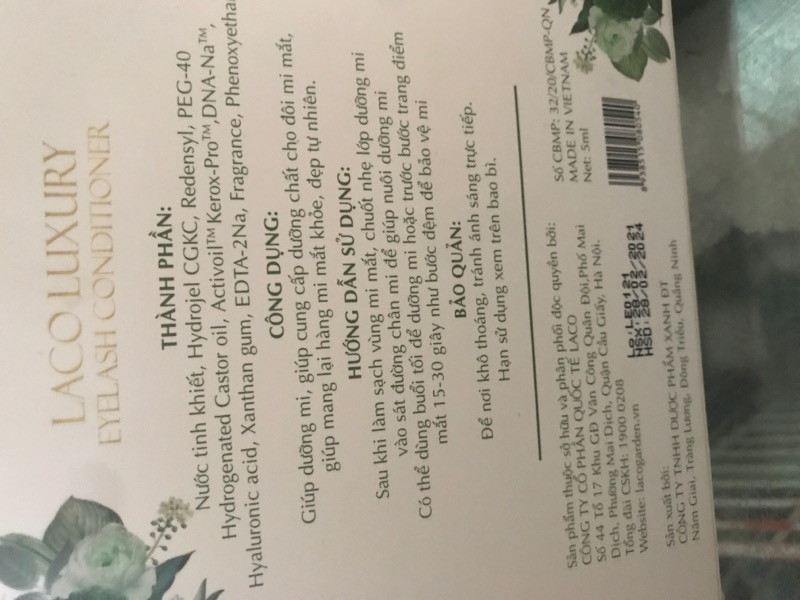 LACO LUXURY
EYELASH CONDITIONER
THÀNH PHẦN:
Nước tinh khiết, Hydrojel CGKC, Redensyl, PEG-40
Hydrogenated Castor oil, Activoil™ Kerox-Pro™,DNA-Na™,
Hyaluronic acid, Xanthan gum, EDTA-2Na, Fragrance, Phenoxyetha
CÔNG DỤNG:
Giúp dưỡng mi, giúp cung cấp dưỡng chất cho đôi mi mắt,
giúp mang lại hàng mi mắt khỏe, đẹp tự nhiên.
HƯỚNG DẪN SỬ DỤNG:
Sau khi làm sạch vùng mi mắt, chuốt nhẹ lớp dưỡng mi
vào sát đường chân mi để giúp nuôi dưỡng mi
Có thể dùng buổi tối để dưỡng mi hoặc trước bước trang điểm
mắt 15-30 giây như bước đệm để bảo vệ mi
BẢO QUẢN:
Để nơi khô thoáng, tránh ánh sáng trực tiếp.
Hạn sử dụng xem trên bao bì.
Sản phẩm thuộc sở hữu và phân phối độc quyền bởi:
CÔNG TY CỔ PHẦN QUỐC TẾ LACO
Số 44 Tổ 17 Khu GĐ Văn Công Quân Đội,Phố Mai
Dịch, Phường Mai Dịch, Quận Cầu Giấy, Hà Nội.
Tổng đài CSKH: 1900 0208
Website: lacogarden.vn
Lo:LE0121
HSX:28/02/2021
HSD:28/02/2024
Sản xuất bởi:
CÔNG TY TNHH DƯỢC PHẨM XANH ĐT
Năm Giai, Tràng Lương, Đông Triều, Quảng Ninh
Số CBMP: 32/20/CBMP-QN
MADE IN VIETNAM
Net: 5ml
8938515080540